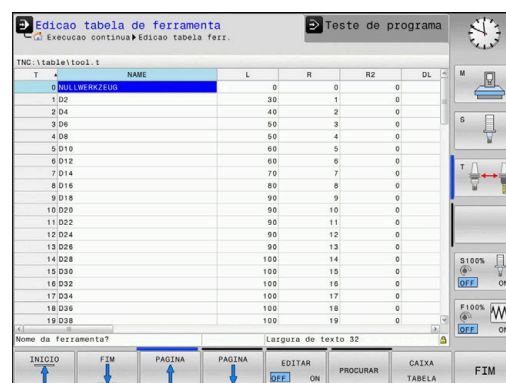 Edicao tabela de ferramenta
Teste de programa
Execucao continua▸Edicao tabela ferr.
TNC:\table\tool.t
T NAME L R R2 DL
0 NULLWERKZEUG 0 0 0
1 D2 30 1 0
2 D4 40 2 0
3 D6 50 3 0
4 D8 50 4 0
5 D10 60 5 0
6 D12 60 6 0
7 D14 70 7 0
8 D16 80 8 0
9 D18 90 9 0
10 D20 90 10 0
11 D22 90 11 0
12 D24 90 12 0
13 D26 90 13 0
14 D28 100 14 0
15 D30 100 15 0
16 D32 100 16 0
17 D34 100 17 0
18 D36 100 18 0
19 D38 100 19 0
Nome da ferramenta? Largura de texto 32
M
S
T
S100%
OFF ON
F100%
OFF ON
INICIO
FIM
PAGINA
PAGINA
EDITAR
OFF ON
PROCURAR
CAIXA
TABELA
FIM